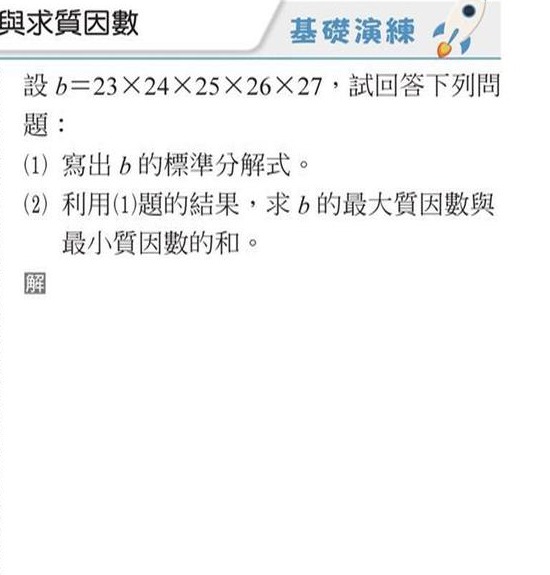 與求質因數
基礎演練
設 b=23×24×25×26×27，試回答下列問
題：
⑴ 寫出 b 的標準分解式。
⑵ 利用⑴題的結果，求 b 的最大質因數與
最小質因數的和。
解